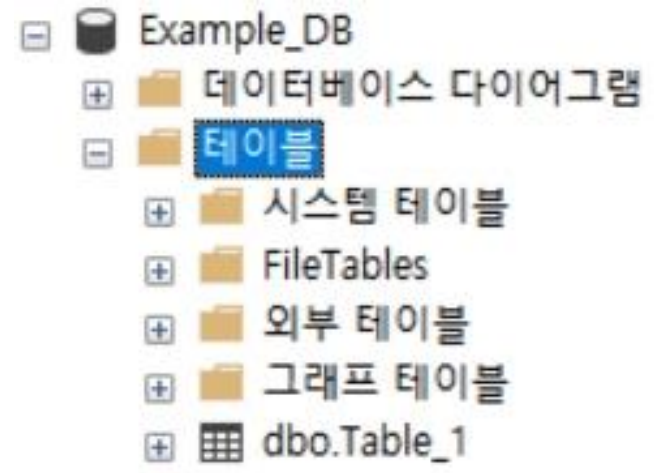 Example_DB
데이터베이스 다이어그램
테이블
시스템 테이블
FileTables
외부 테이블
그래프 테이블
dbo.Table_1